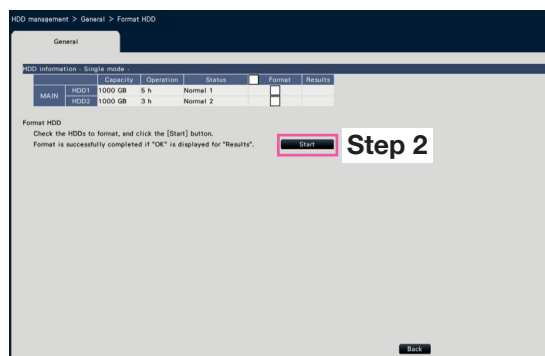 HDD management > General > Format HDD
General
HDD information - Single mode -
Capacity Operation Status Format Results
MAIN HDD1 1000 GB 5 h Normal 1
HDD2 1000 GB 3 h Normal 2
Format HDD
Check the HDDs to format, and click the [Start] button.
Format is successfully completed if "OK" is displayed for "Results".
Start
Step 2
Back